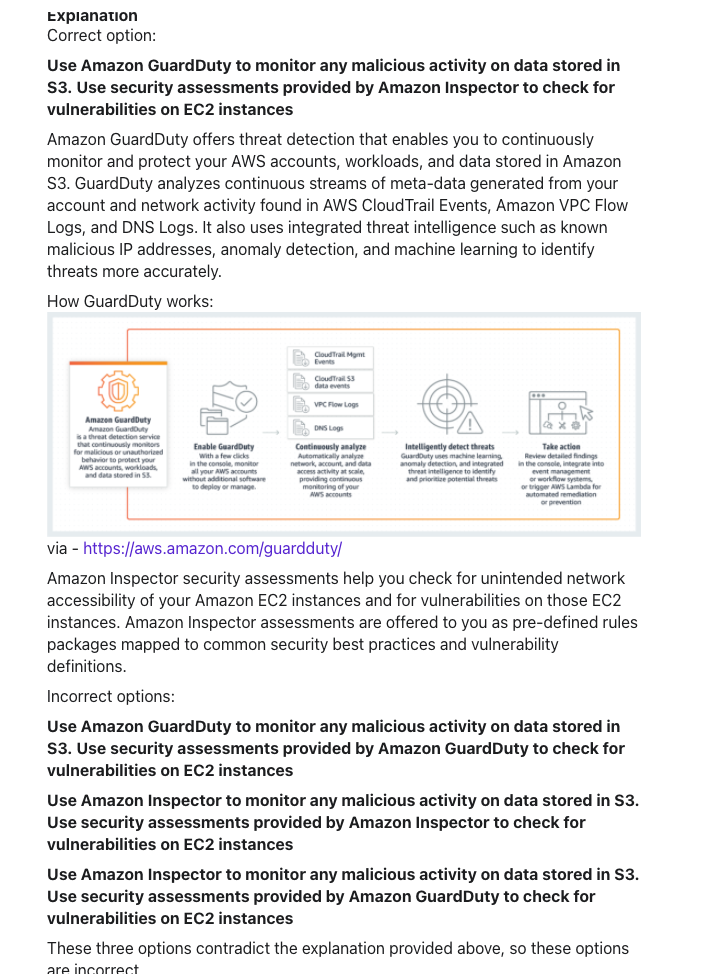 Explanation
Correct option:
Use Amazon GuardDuty to monitor any malicious activity on data stored in
S3. Use security assessments provided by Amazon Inspector to check for
vulnerabilities on EC2 instances
Amazon GuardDuty offers threat detection that enables you to continuously
monitor and protect your AWS accounts, workloads, and data stored in Amazon
S3. GuardDuty analyzes continuous streams of meta-data generated from your
account and network activity found in AWS CloudTrail Events, Amazon VPC Flow
Logs, and DNS Logs. It also uses integrated threat intelligence such as known
malicious IP addresses, anomaly detection, and machine learning to identify
threats more accurately.
How GuardDuty works:
Amazon GuardDuty
Amazon GuardDuty
is a threat detection service
that continuously monitors
for malicious or unauthorized
behavior to protect your
AWS accounts, workloads,
and data stored in S3.
Enable GuardDuty
With a few clicks
in the console, monitor
all your AWS accounts
without additional software
to deploy or manage.
CloudTrail Mgmt
Events
CloudTrail S3
data events
VPC Flow Logs
DNS Logs
Continuously analyze
Automatically analyze
network, account, and data
access activity at scale,
providing continuous
monitoring of your
AWS accounts
Intelligently detect threats
GuardDuty uses machine learning,
anomaly detection, and integrated
threat intelligence to identify
and prioritize potential threats
Take action
Review detailed findings
in the console, integrate into
event management
or workflow systems,
or trigger AWS Lambda for
automated remediation
or prevention
via - https://aws.amazon.com/guardduty/
Amazon Inspector security assessments help you check for unintended network
accessibility of your Amazon EC2 instances and for vulnerabilities on those EC2
instances. Amazon Inspector assessments are offered to you as pre-defined rules
packages mapped to common security best practices and vulnerability
definitions.
Incorrect options:
Use Amazon GuardDuty to monitor any malicious activity on data stored in
S3. Use security assessments provided by Amazon GuardDuty to check for
vulnerabilities on EC2 instances
Use Amazon Inspector to monitor any malicious activity on data stored in S3.
Use security assessments provided by Amazon Inspector to check for
vulnerabilities on EC2 instances
Use Amazon Inspector to monitor any malicious activity on data stored in S3.
Use security assessments provided by Amazon GuardDuty to check for
vulnerabilities on EC2 instances
These three options contradict the explanation provided above, so these options
are incorrect